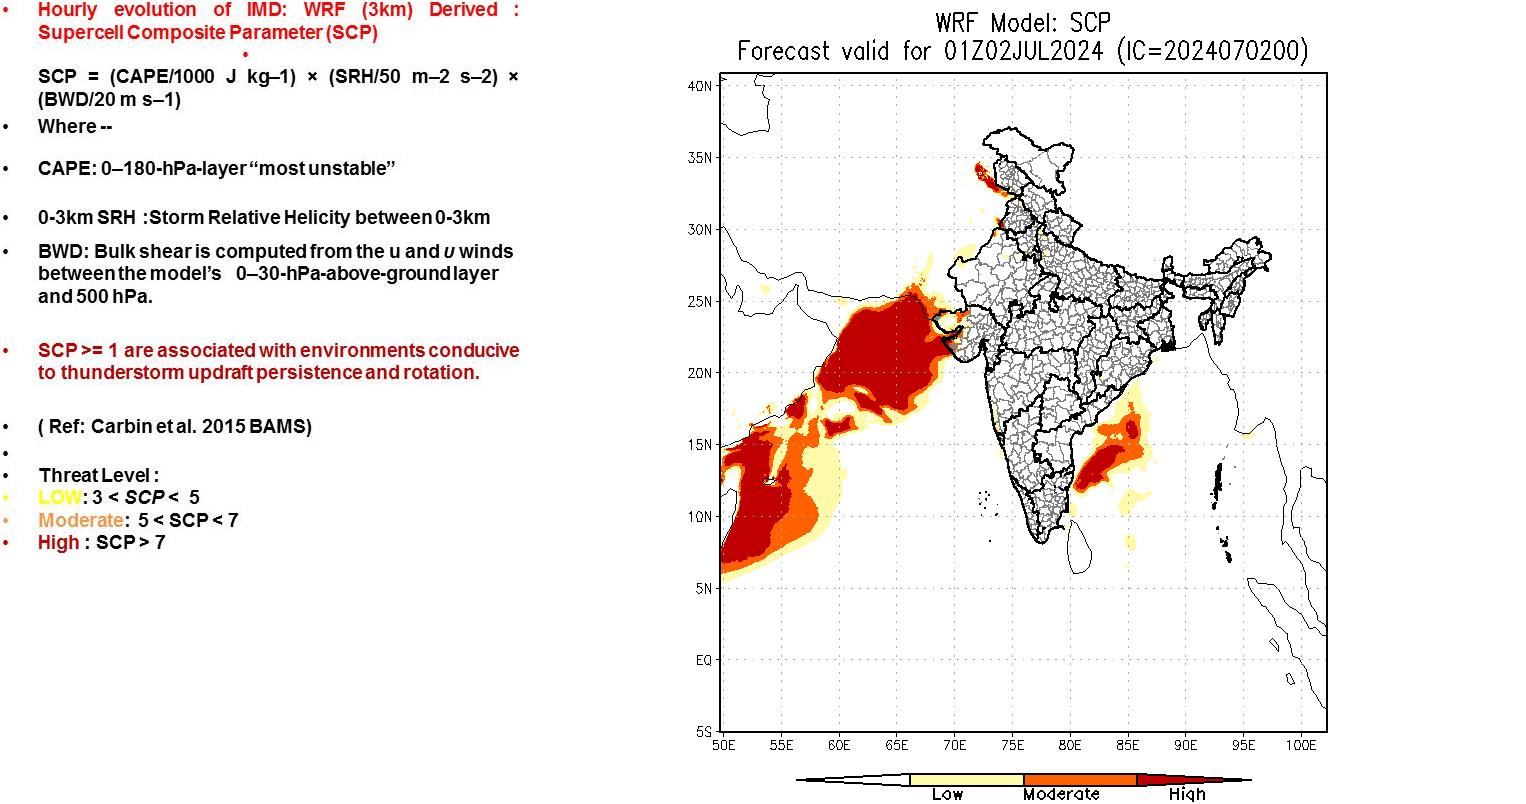 • Hourly evolution of IMD: WRF (3km) Derived :
Supercell Composite Parameter (SCP)
•
SCP = (CAPE/1000 J kg–1) × (SRH/50 m–2 s–2) ×
(BWD/20 m s–1)
• Where --
• CAPE: 0–180-hPa-layer “most unstable”
• 0-3km SRH :Storm Relative Helicity between 0-3km
• BWD: Bulk shear is computed from the u and υ winds
between the model’s 0–30-hPa-above-ground layer
and 500 hPa.
• SCP >= 1 are associated with environments conducive
to thunderstorm updraft persistence and rotation.
• ( Ref: Carbin et al. 2015 BAMS)
•
• Threat Level :
• LOW: 3 < SCP < 5
• Moderate: 5 < SCP < 7
• High : SCP > 7
WRF Model: SCP
Forecast valid for 01Z02JUL2024 (IC=2024070200)
40N
35N
30N
25N
20N
15N
10N
5N
EQ
5S
50E 55E 60E 65E 70E 75E 80E 85E 90E 95E 100E
Low Moderate High